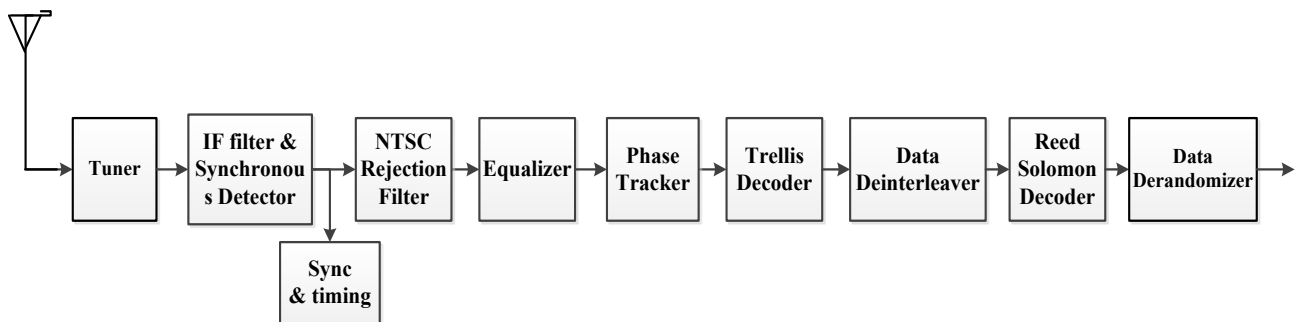 Tuner
IF filter &
Synchronou
s Detector
NTSC
Rejection
Filter
Equalizer
Phase
Tracker
Trellis
Decoder
Data
Deinterleaver
Reed
Solomon
Decoder
Data
Derandomizer
Sync
& timing